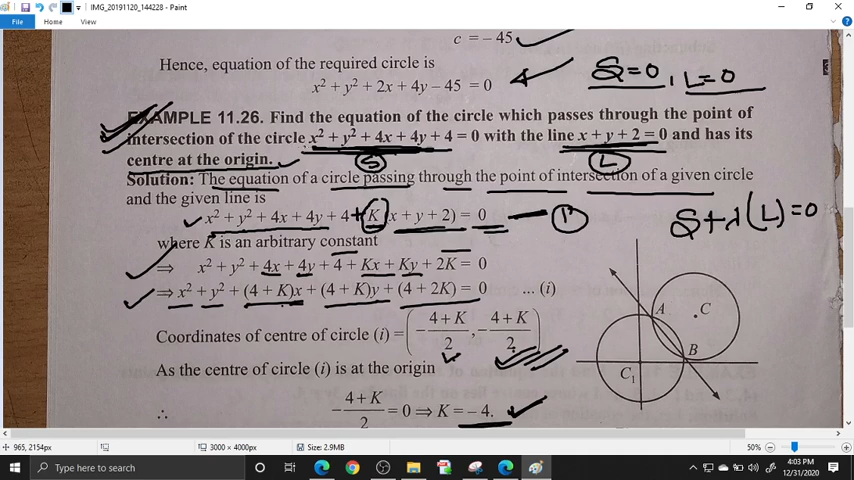 IMG_20191120_144228 - Paint
File Home View
c = – 45
Hence, equation of the required circle is
x² + y² + 2x + 4y – 45 = 0
S=0, L=0
EXAMPLE 11.26. Find the equation of the circle which passes through the point of
intersection of the circle x² + y² + 4x + 4y + 4 = 0 with the line x + y + 2 = 0 and has its
centre at the origin.
S L
Solution: The equation of a circle passing through the point of intersection of a given circle
and the given line is
x² + y² + 4x + 4y + 4 + K(x + y + 2) = 0
S + λ(L) = 0
where K is an arbitrary constant
⇒ x² + y² + 4x + 4y + 4 + Kx + Ky + 2K = 0
⇒ x² + y² + (4 + K)x + (4 + K)y + (4 + 2K) = 0 ... (i)
Coordinates of centre of circle (i) = (– 4 + K / 2, – 4 + K / 2)
As the centre of circle (i) is at the origin
∴ – 4 + K / 2 = 0 ⇒ K = – 4.
A
C
B
C₁
965, 2154px 3000 × 4000px Size: 2.9MB 50%
Type here to search
4:03 PM
12/31/2020